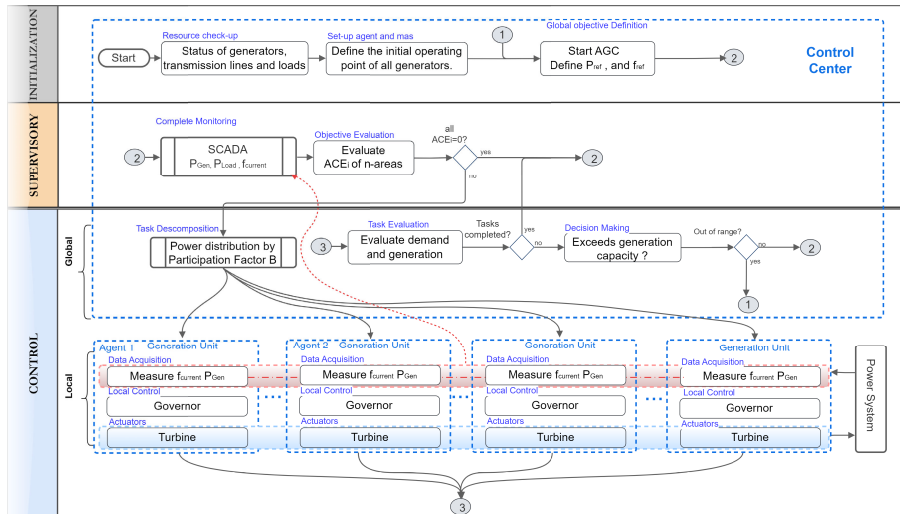 INITIALIZATION
Start
Resource check-up
Status of generators,
transmission lines and loads
Set-up agent and mas
Define the initial operating
point of all generators.
1
Global objective Definition
Start AGC
Define Pref , and fref
2
Control
Center
SUPERVISORY
2
Complete Monitoring
SCADA
PGen, PLoad , fcurrent
Objective Evaluation
Evaluate
ACEi of n-areas
all
ACEi=0?
yes
no
2
CONTROL
Global
Task Descomposition
Power distribution by
Participation Factor B
3
Task Evaluation
Evaluate demand
and generation
Tasks
completed?
yes
no
Decision Making
Exceeds generation
capacity ?
Out of range?
no
yes
2
1
Local
Agent 1 Generation Unit
Data Acquisition
Measure fcurrent PGen
Local Control
Governor
Actuators
Turbine
Agent 2 Generation Unit
Data Acquisition
Measure fcurrent PGen
Local Control
Governor
Actuators
Turbine
Generation Unit
Data Acquisition
Measure fcurrent PGen
Local Control
Governor
Actuators
Turbine
Generation Unit
Data Acquisition
Measure fcurrent PGen
Local Control
Governor
Actuators
Turbine
Power System
3